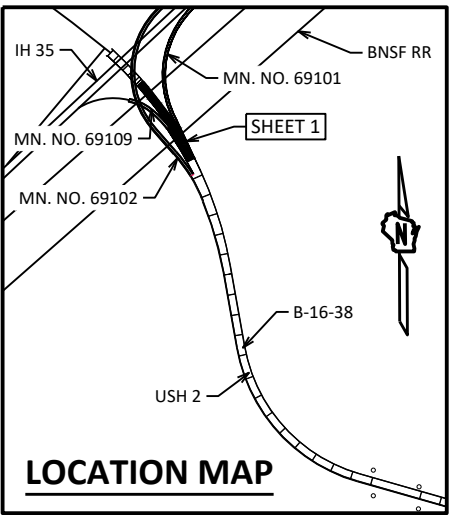 IH 35
BNSF RR
MN. NO. 69101
SHEET 1
MN. NO. 69109
MN. NO. 69102
N
B-16-38
USH 2
LOCATION MAP